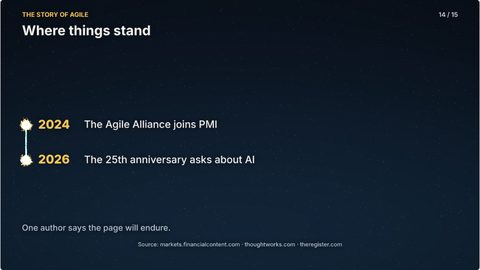 THE STORY OF AGILE
14 / 15
Where things stand
2024 The Agile Alliance joins PMI
2026 The 25th anniversary asks about AI
One author says the page will endure.
Source: markets.financialcontent.com · thoughtworks.com · theregister.com